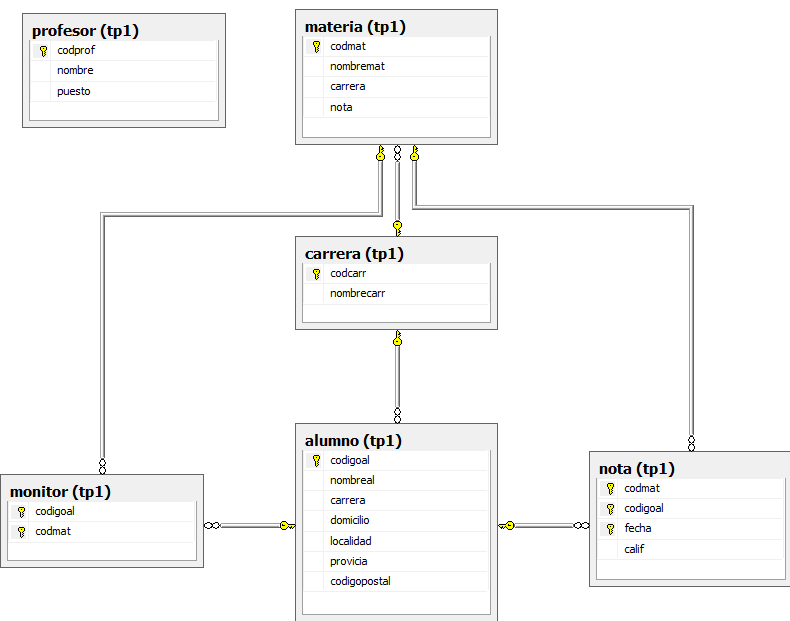 profesor (tp1)
codprof
nombre
puesto
materia (tp1)
codmat
nombremat
carrera
nota
carrera (tp1)
codcarr
nombrecarr
alumno (tp1)
codigoal
nombreal
carrera
domicilio
localidad
provicia
codigopostal
monitor (tp1)
codigoal
codmat
nota (tp1)
codmat
codigoal
fecha
calif